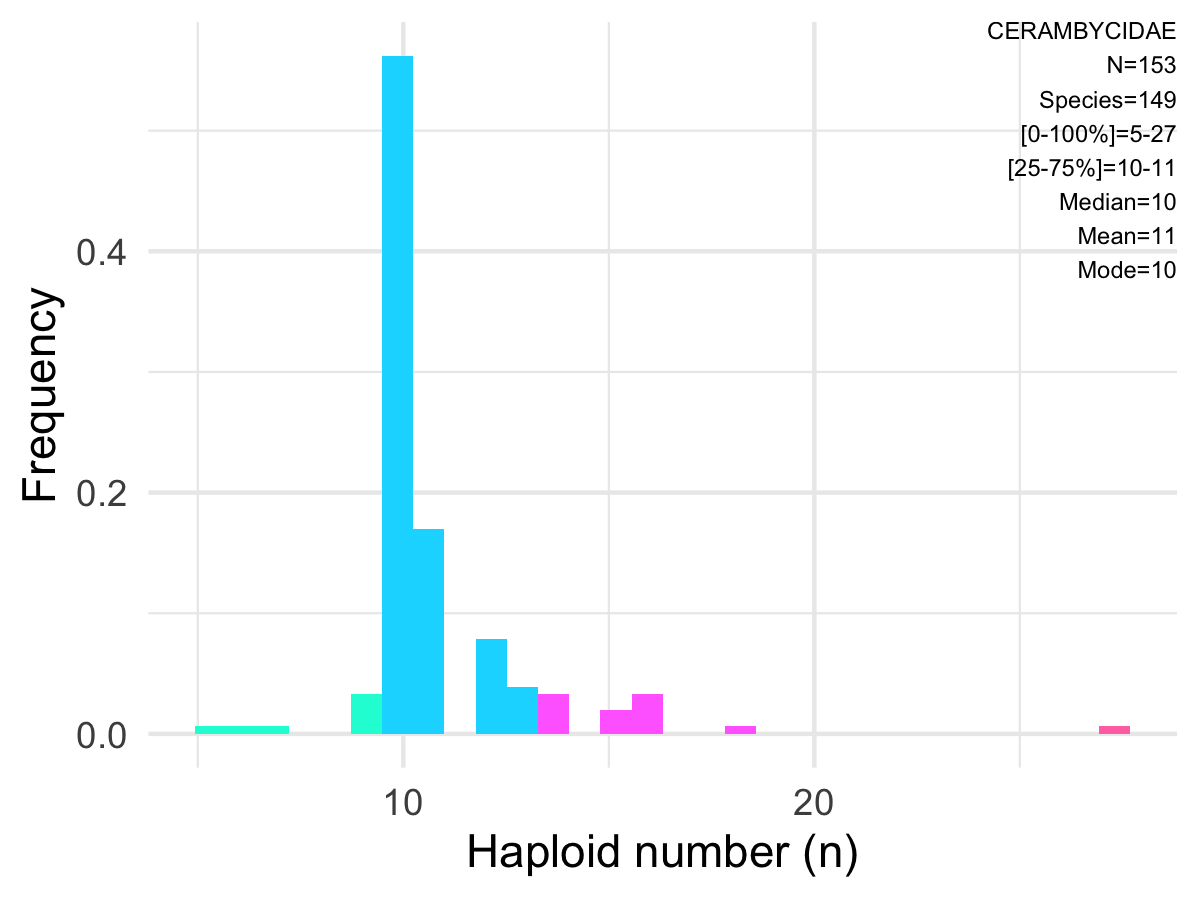 CERAMBYCIDAE
N=153
Species=149
[0-100%]=5-27
[25-75%]=10-11
Median=10
Mean=11
Mode=10
Frequency
0.4
0.2
0.0
10 20
Haploid number (n)